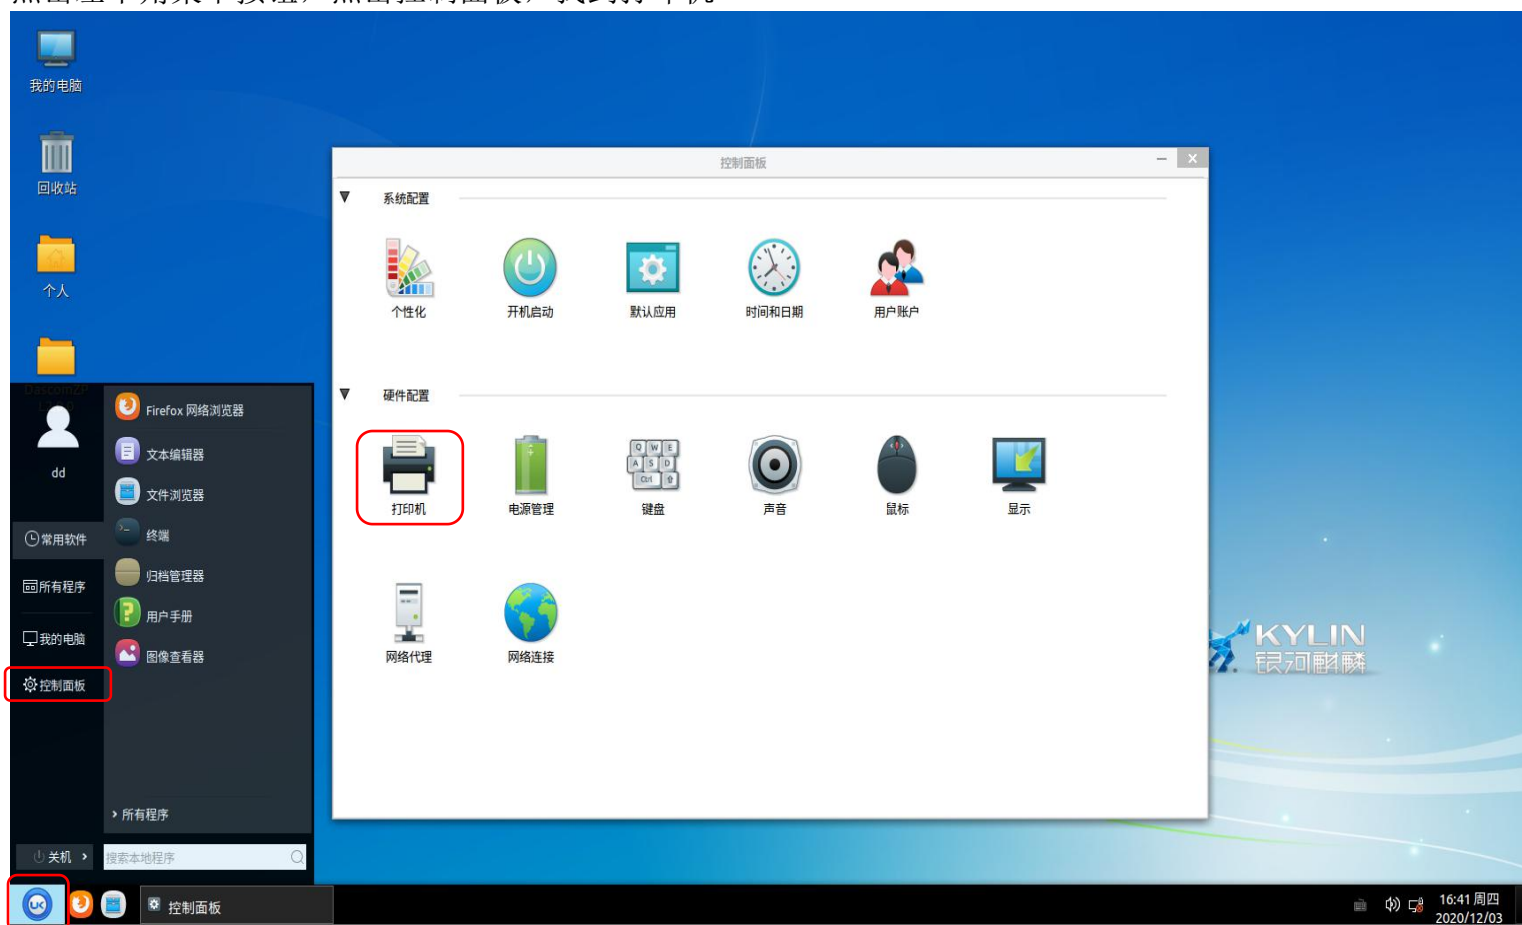 我的电脑
回收站
个人
控制面板
系统配置
个性化
开机启动
默认应用
时间和日期
用户账户
硬件配置
打印机
电源管理
键盘
声音
鼠标
显示
网络代理
网络连接
Firefox 网络浏览器
文本编辑器
文件浏览器
终端
归档管理器
用户手册
图像查看器
所有程序
dd
常用软件
所有程序
我的电脑
控制面板
关机
搜索本地程序
KYLIN
银河麒麟
控制面板
16:41 周四
2020/12/03